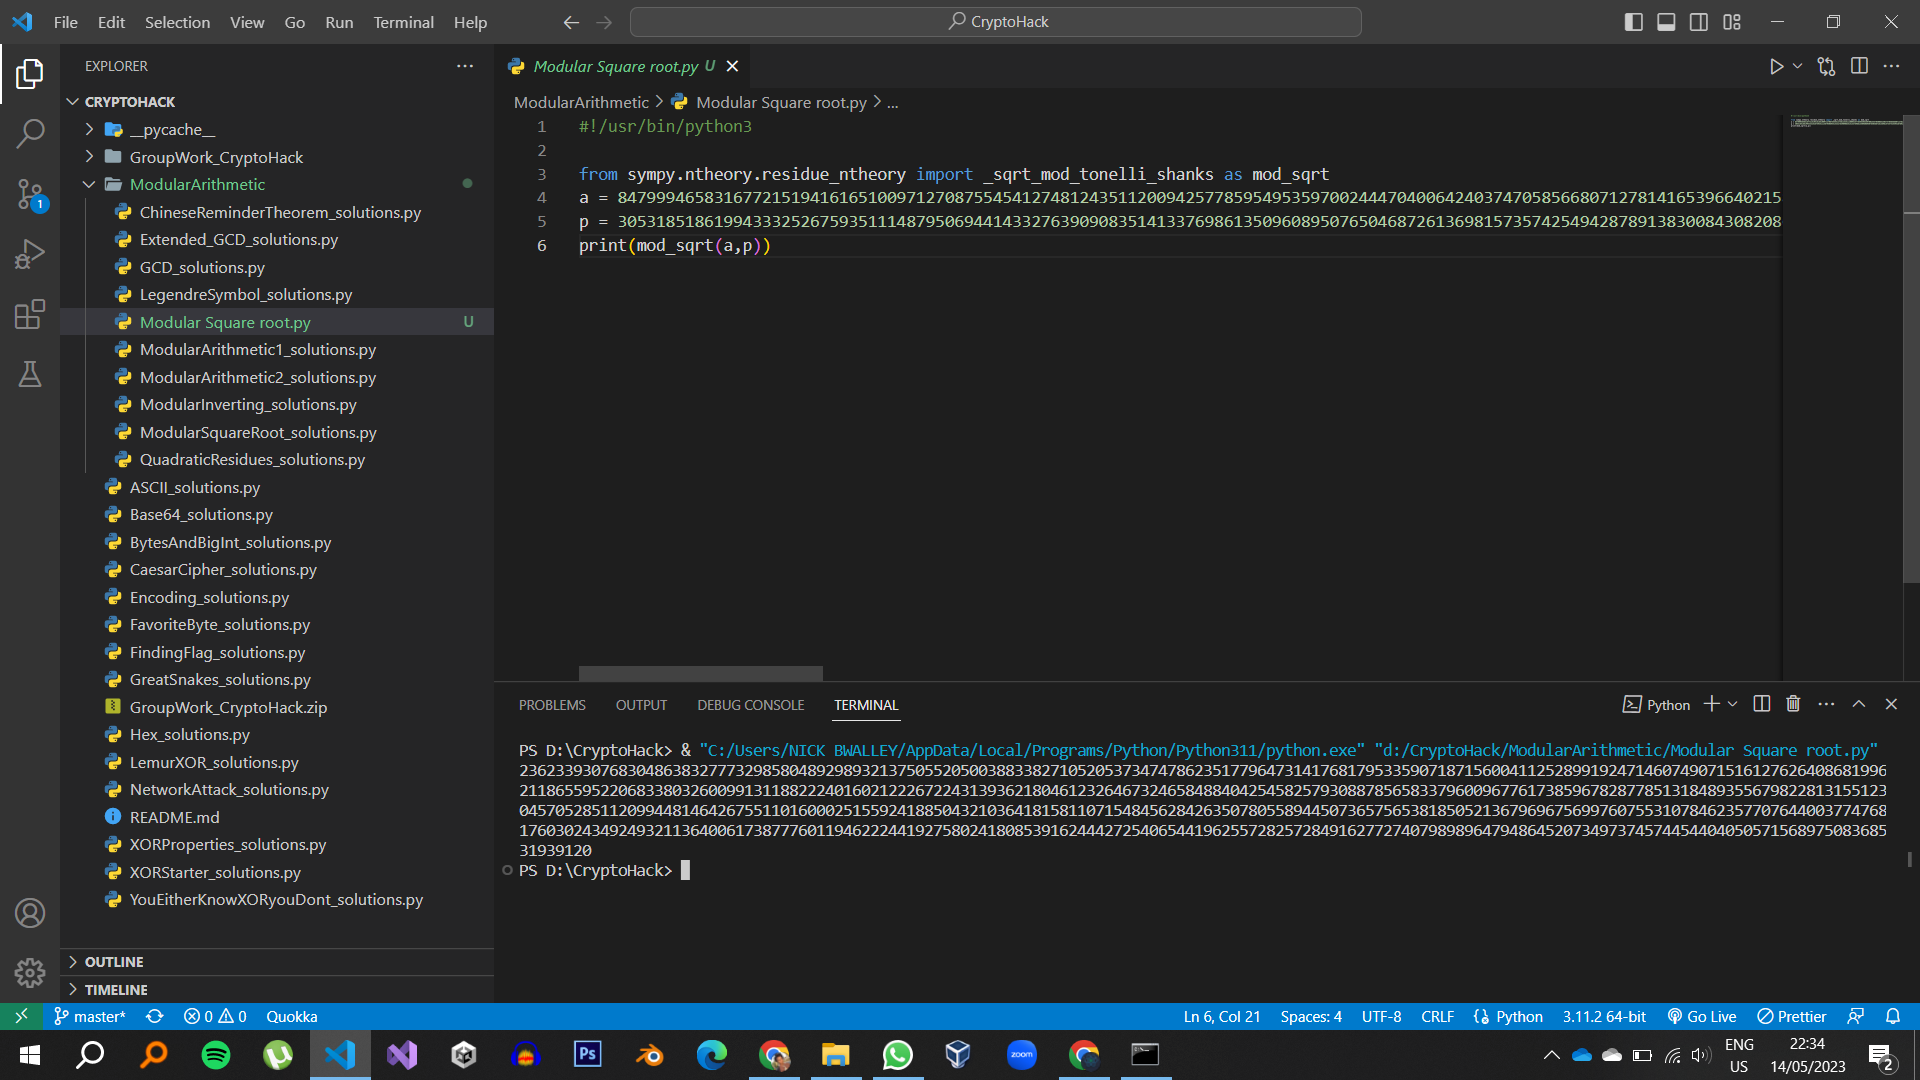 File Edit Selection View Go Run Terminal Help
CryptoHack
EXPLORER
CRYPTOHACK
__pycache__
GroupWork_CryptoHack
ModularArithmetic
ChineseReminderTheorem_solutions.py
Extended_GCD_solutions.py
GCD_solutions.py
LegendreSymbol_solutions.py
Modular Square root.py U
ModularArithmetic1_solutions.py
ModularArithmetic2_solutions.py
ModularInverting_solutions.py
ModularSquareRoot_solutions.py
QuadraticResidues_solutions.py
ASCII_solutions.py
Base64_solutions.py
BytesAndBigInt_solutions.py
CaesarCipher_solutions.py
Encoding_solutions.py
FavoriteByte_solutions.py
FindingFlag_solutions.py
GreatSnakes_solutions.py
GroupWork_CryptoHack.zip
Hex_solutions.py
LemurXOR_solutions.py
NetworkAttack_solutions.py
README.md
XORProperties_solutions.py
XORStarter_solutions.py
YouEitherKnowXORyouDont_solutions.py
OUTLINE
TIMELINE
1
Modular Square root.py U
ModularArithmetic > Modular Square root.py > ...
1 #!/usr/bin/python3
2
3 from sympy.ntheory.residue_ntheory import _sqrt_mod_tonelli_shanks as mod_sqrt
4 a =
5 p =
6 print(mod_sqrt(a,p))
PROBLEMS OUTPUT DEBUG CONSOLE TERMINAL
Python
PS D:\CryptoHack> & "C:/Users/NICK BWALLEY/AppData/Local/Programs/Python/Python311/python.exe" "d:/CryptoHack/ModularArithmetic/Modular Square root.py"
31939120
PS D:\CryptoHack>
master* 0 0 Quokka
Ln 6, Col 21 Spaces: 4 UTF-8 CRLF Python 3.11.2 64-bit Go Live Prettier
Ps
zoom
ENG
US
22:34
14/05/2023
2